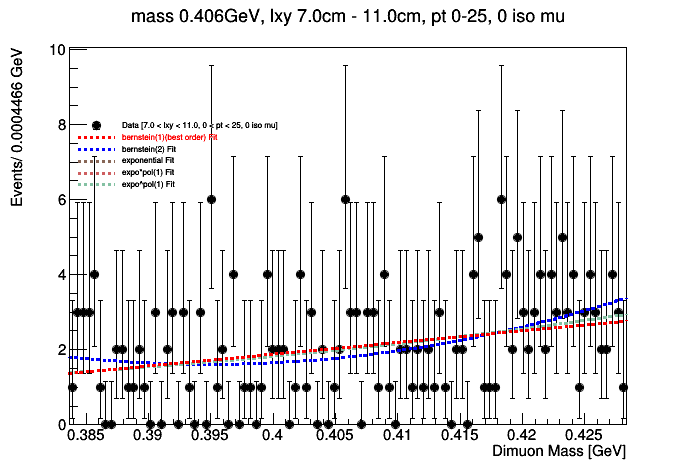 mass 0.406GeV, lxy 7.0cm - 11.0cm, pt 0-25, 0 iso mu
Events/ 0.0004466 GeV
10
8
6
4
2
0
Data [7.0 < lxy < 11.0, 0 < pt < 25, 0 iso mu]
bernstein(1)(best order) Fit
bernstein(2) Fit
exponential Fit
expo*pol(1) Fit
expo^pol(1) Fit
0.385 0.39 0.395 0.4 0.405 0.41 0.415 0.42 0.425
Dimuon Mass [GeV]